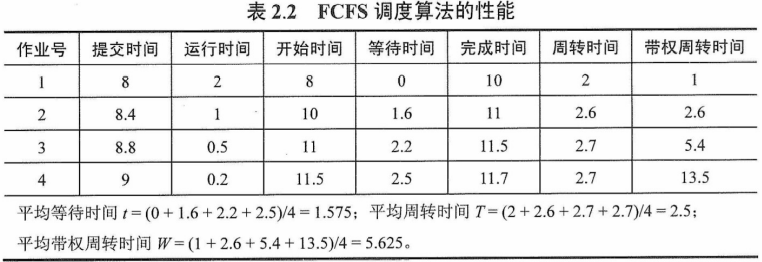 表 2.2 FCFS 调度算法的性能
作业号 提交时间 运行时间 开始时间 等待时间 完成时间 周转时间 带权周转时间
1 8 2 8 0 10 2 1
2 8.4 1 10 1.6 11 2.6 2.6
3 8.8 0.5 11 2.2 11.5 2.7 5.4
4 9 0.2 11.5 2.5 11.7 2.7 13.5
平均等待时间 t = (0 + 1.6 + 2.2 + 2.5)/4 = 1.575；平均周转时间 T = (2 + 2.6 + 2.7 + 2.7)/4 = 2.5；
平均带权周转时间 W = (1 + 2.6 + 5.4 + 13.5)/4 = 5.625。